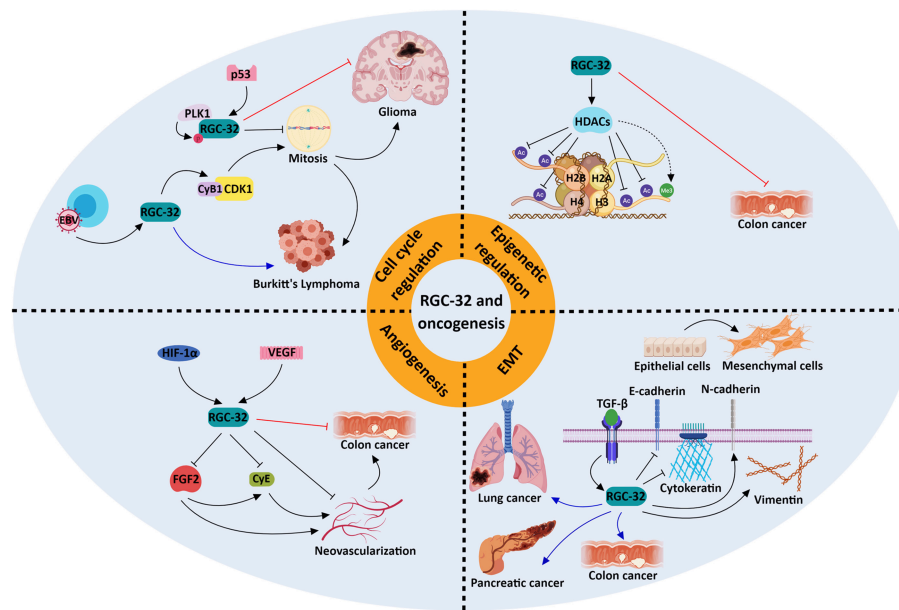 p53
PLK1
P
RGC-32
Glioma
Mitosis
CyB1
CDK1
EBV
RGC-32
Burkitt's Lymphoma
RGC-32
HDACs
Ac
Ac
Ac
Ac
Ac
Me3
H2B
H2A
H4
H3
Colon cancer
Cell cycle
regulation
Epigenetic
regulation
RGC-32 and
oncogenesis
Angiogenesis
EMT
HIF-1α
VEGF
RGC-32
Colon cancer
FGF2
CyE
Neovascularization
Epithelial cells
Mesenchymal cells
E-cadherin
N-cadherin
TGF-β
Lung cancer
RGC-32
Cytokeratin
Vimentin
Pancreatic cancer
Colon cancer